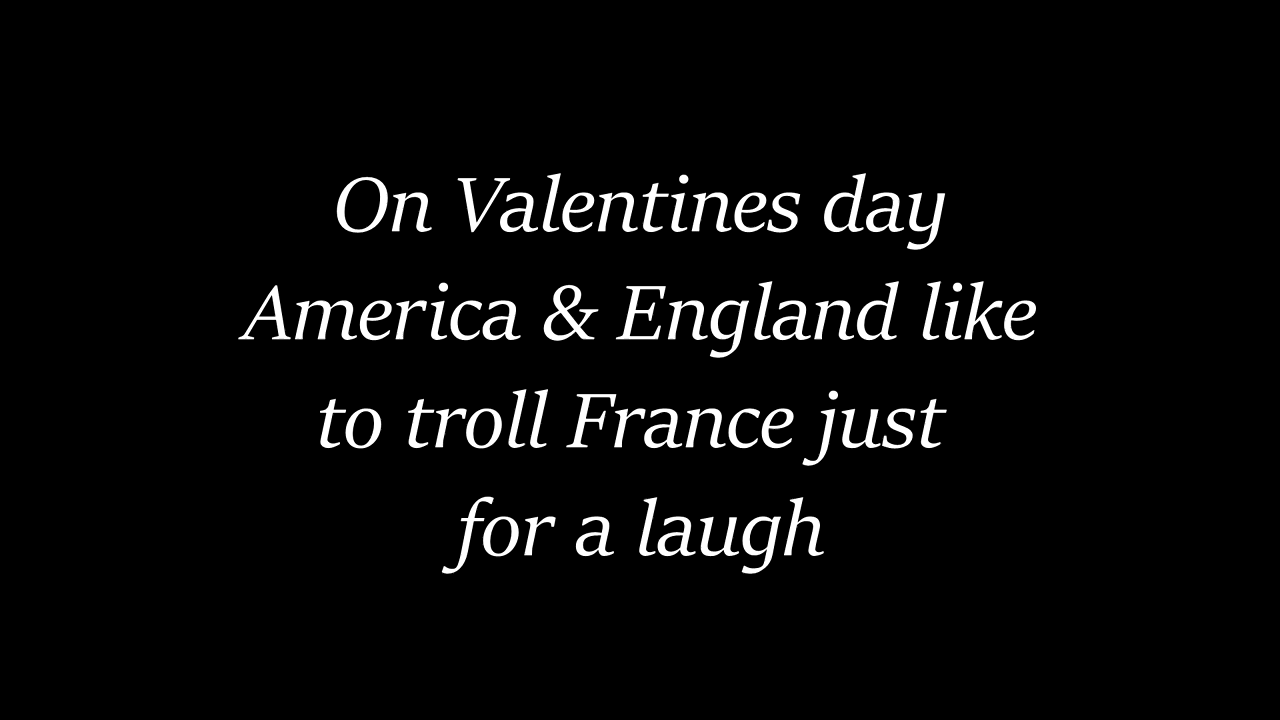 On Valentines day
America & England like
to troll France just
for a laugh